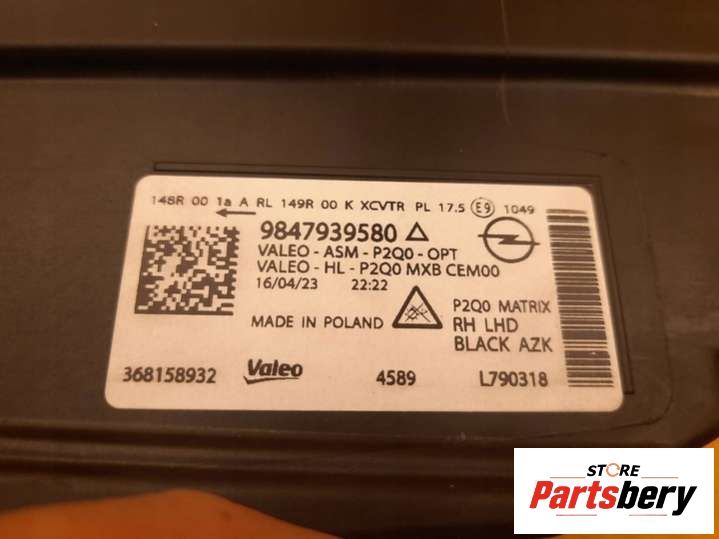 148R 00 1a A RL 149R 00 K XCVTR PL 17.5 E9 1049
9847939580
VALEO - ASM - P2Q0 - OPT
VALEO - HL - P2Q0 MXB CEM00
16/04/23 22:22
P2Q0 MATRIX
MADE IN POLAND RH LHD
BLACK AZK
368158932 Valeo 4589 L790318
STORE
Partsbery